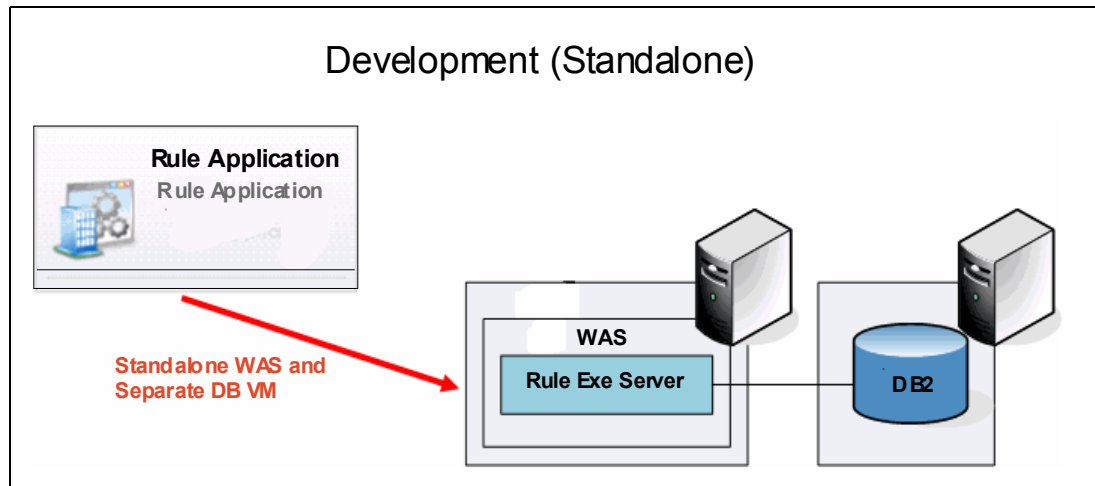 Development (Standalone)
Rule Application
Rule Application
Standalone WAS and
Separate DB VM
WAS
Rule Exe Server
DB2